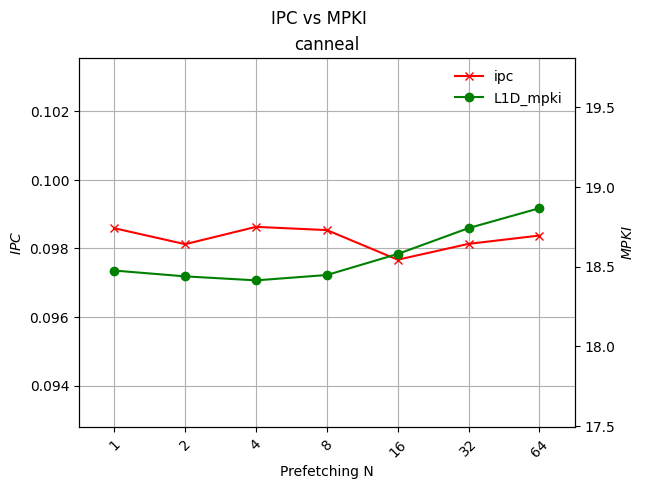 IPC vs MPKI
canneal
ipc
L1D_mpki
0.102
0.100
0.098
0.096
0.094
IPC
19.5
19.0
18.5
18.0
17.5
MPKI
1
2
4
8
16
32
64
Prefetching N